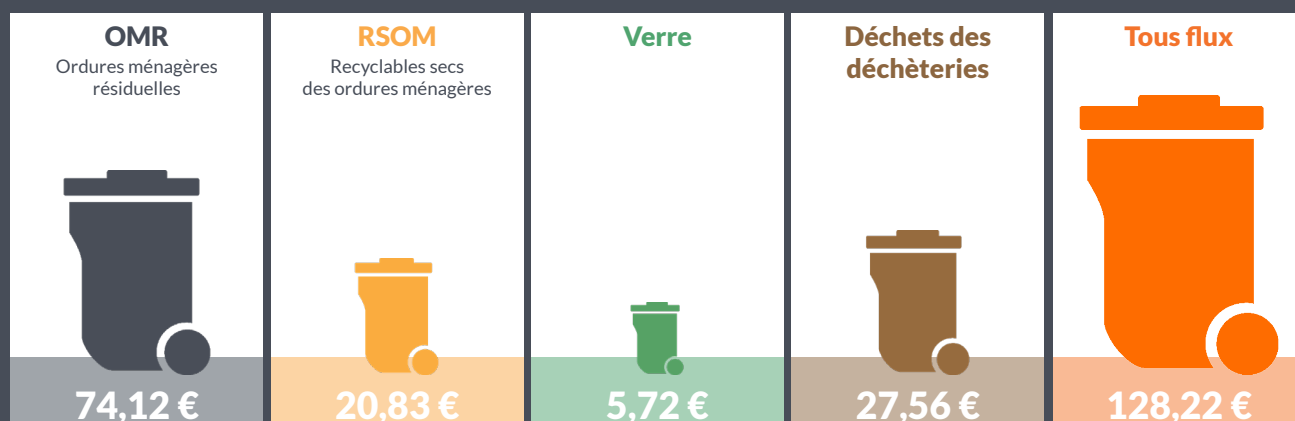 OMR
Ordures ménagères
résiduelles
74,12 €
RSOM
Recyclables secs
des ordures ménagères
20,83 €
Verre
5,72 €
Déchets des
déchèteries
27,56 €
Tous flux
128,22 €